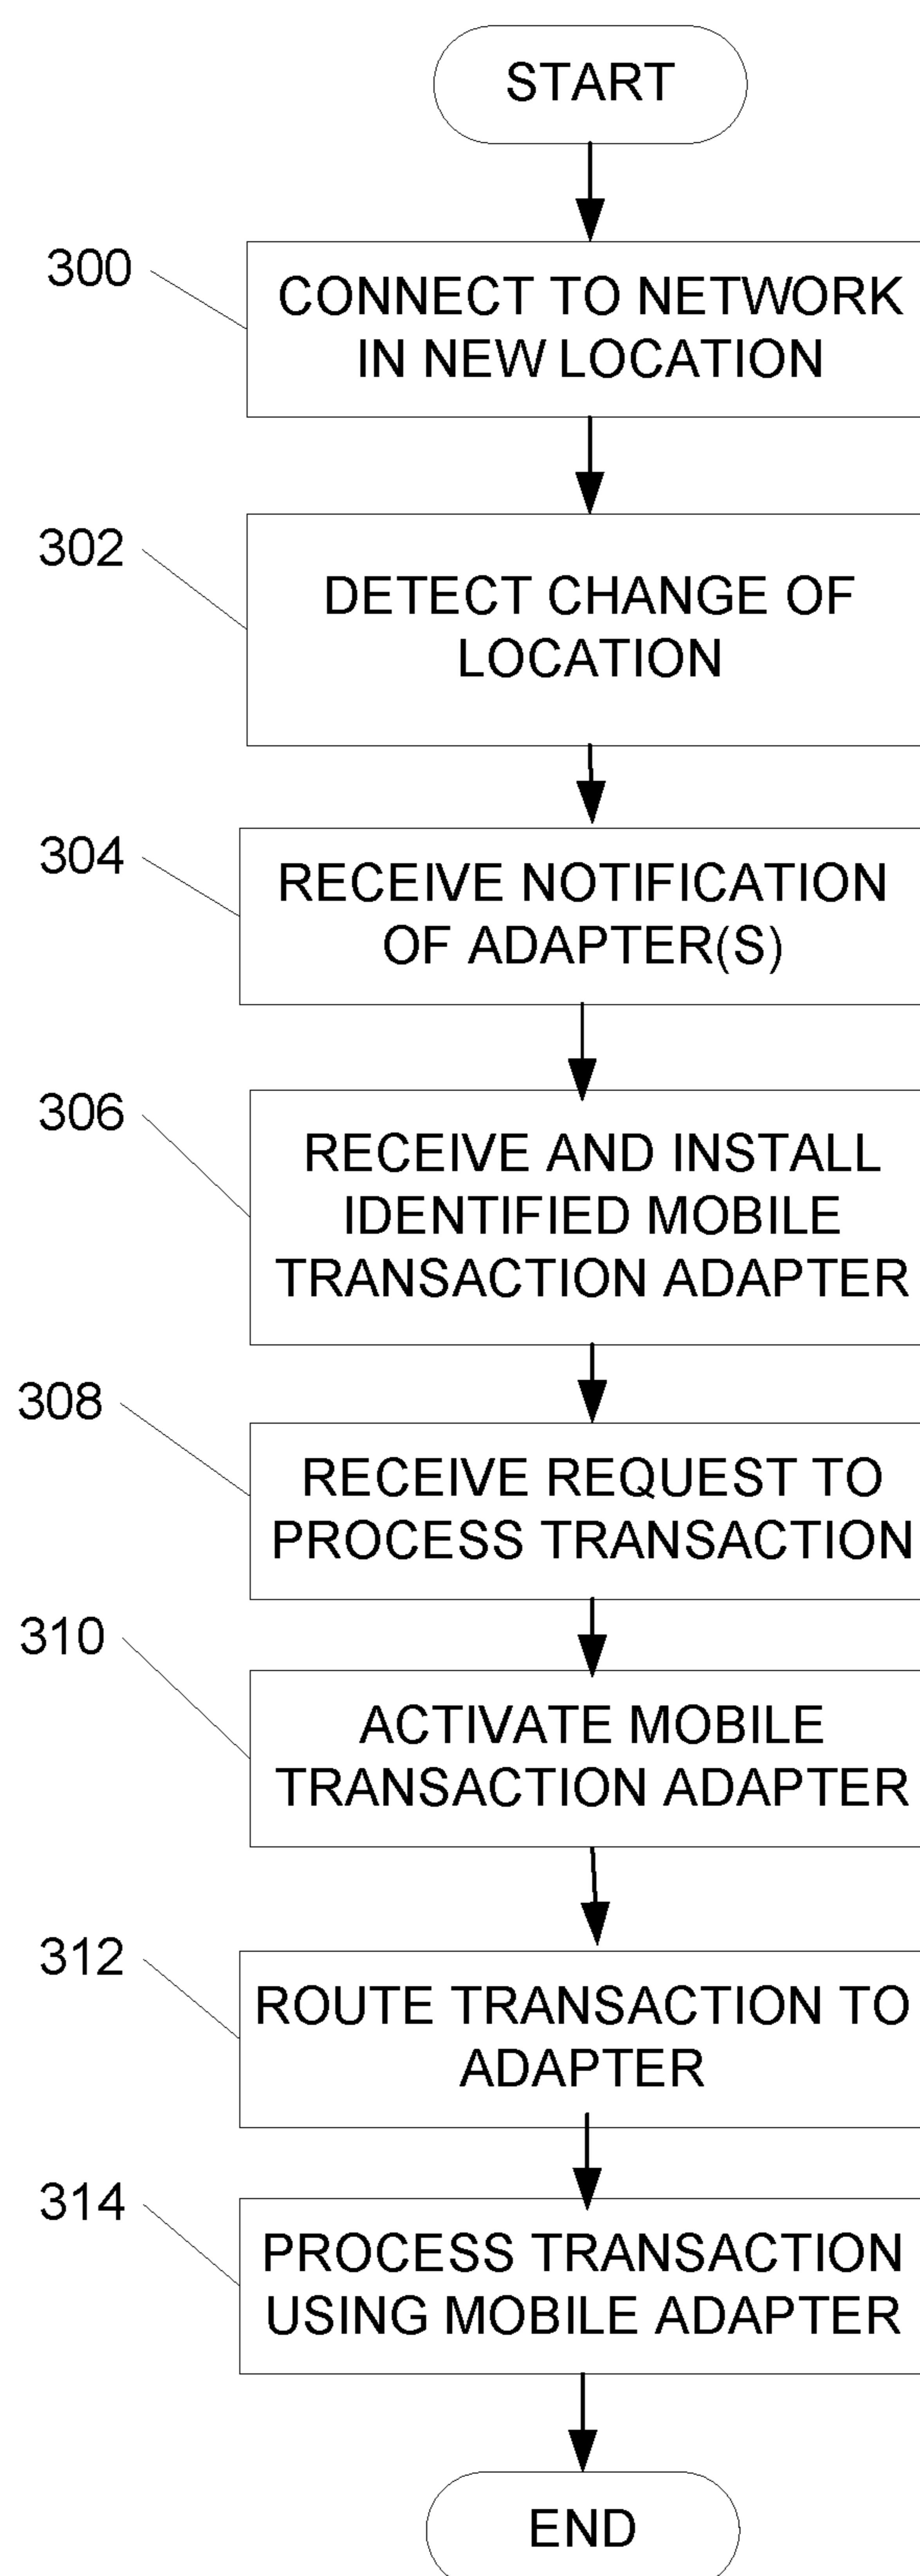 START
300
CONNECT TO NETWORK
IN NEW LOCATION
302
DETECT CHANGE OF
LOCATION
304
RECEIVE NOTIFICATION
OF ADAPTER(S)
306
RECEIVE AND INSTALL
IDENTIFIED MOBILE
TRANSACTION ADAPTER
308
RECEIVE REQUEST TO
PROCESS TRANSACTION
310
ACTIVATE MOBILE
TRANSACTION ADAPTER
312
ROUTE TRANSACTION TO
ADAPTER
314
PROCESS TRANSACTION
USING MOBILE ADAPTER
END